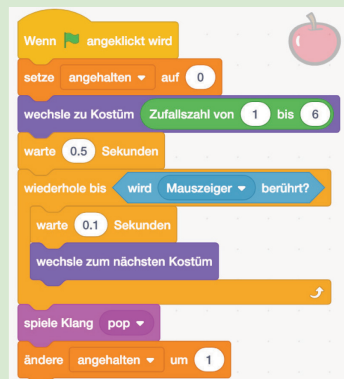 Wenn angeklickt wird
setze angehalten auf 0
wechsle zu Kostüm Zufallszahl von 1 bis 6
warte 0.5 Sekunden
wiederhole bis wird Mauszeiger berührt?
warte 0.1 Sekunden
wechsle zum nächsten Kostüm
spiele Klang pop
ändere angehalten um 1